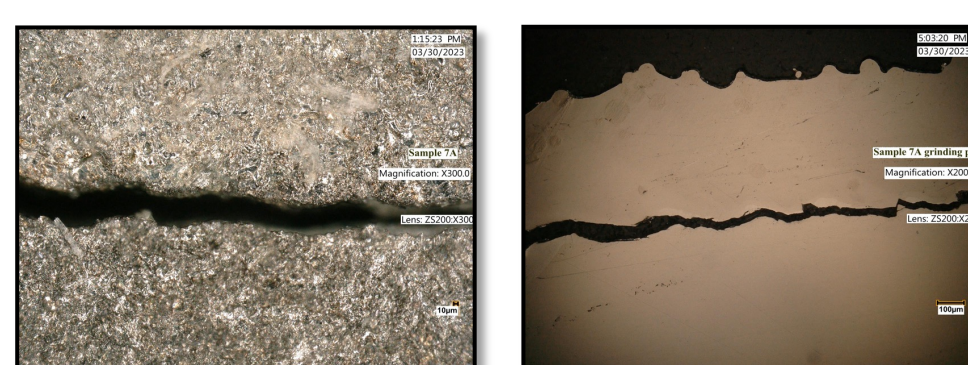 1:15:23 PM
03/30/2023
Sample 7A
Magnification: X300.0
Lens: ZS200:X300
10μm
5:03:20 PM
03/30/2023
Sample 7A grinding
Magnification: X200
Lens: ZS200:X2
100μm